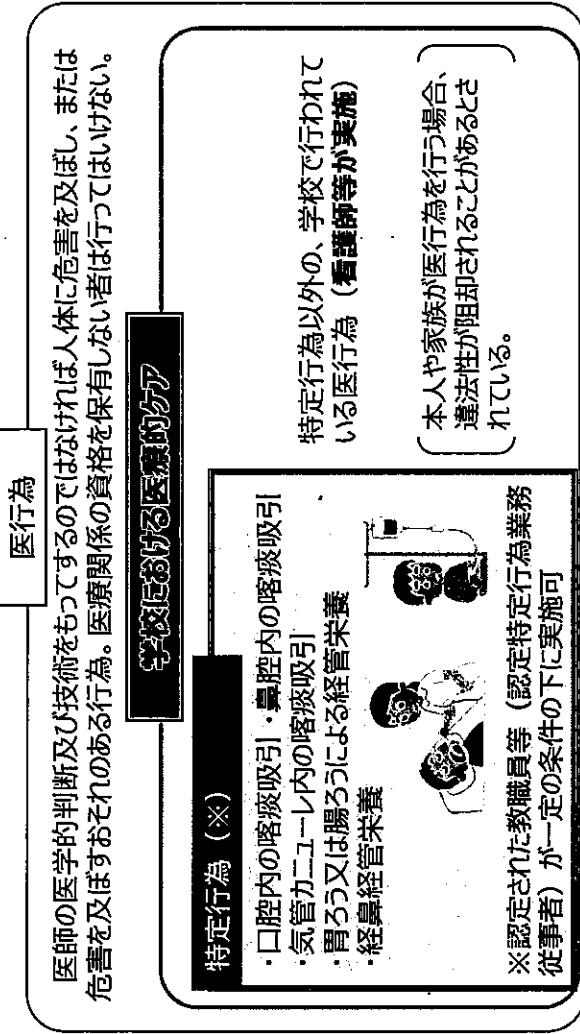 医行為
医師の医学的判断及び技術をもってするのではなければ人体に危害を及ぼし、または
危害を及ぼすおそれのある行為。医療関係の資格を保有しない者は行ってはいけない。
学校における医療的ケア
特定行為（※）
・口腔内の喀痰吸引・鼻腔内の喀痰吸引
・気管カニューレ内の喀痰吸引
・胃ろう又は腸ろうによる経管栄養
・経鼻経管栄養
※認定された教職員等（認定特定行為業務
従事者）が一定の条件の下に実施可
特定行為以外の、学校で行われて
いる医行為（看護師等が実施）
本人や家族が医行為を行う場合、
違法性が阻却されることがあるとさ
れている。